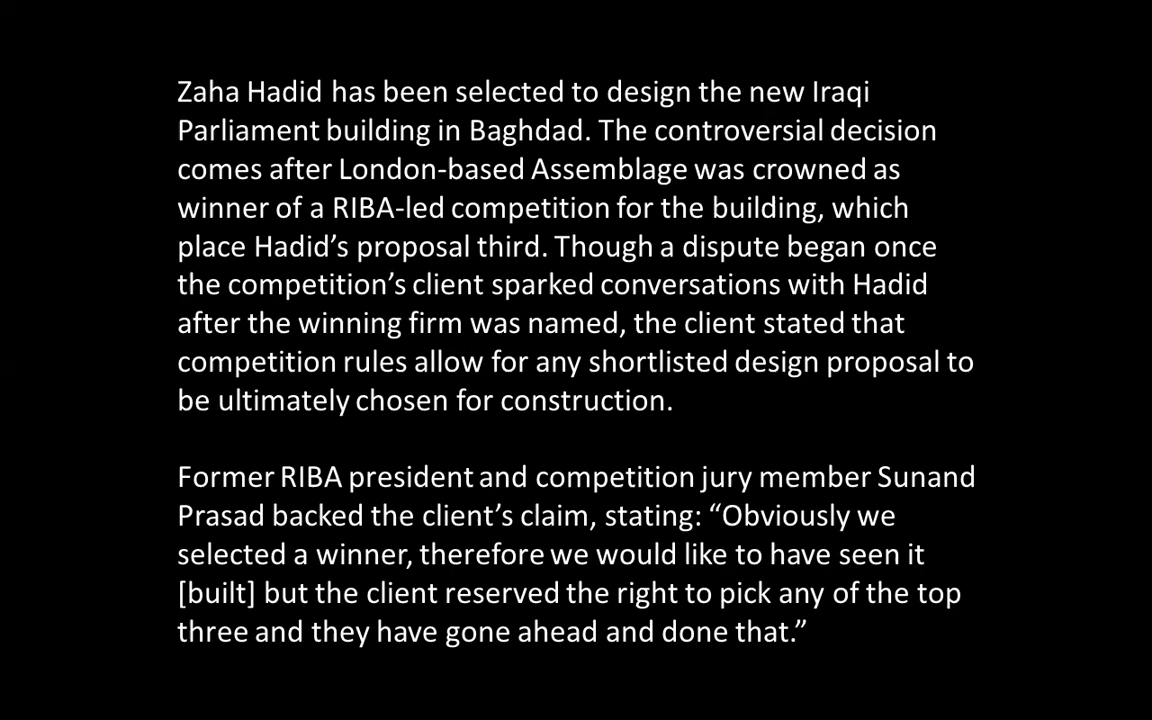 Zaha Hadid has been selected to design the new Iraqi
Parliament building in Baghdad. The controversial decision
comes after London-based Assemblage was crowned as
winner of a RIBA-led competition for the building, which
place Hadid’s proposal third. Though a dispute began once
the competition’s client sparked conversations with Hadid
after the winning firm was named, the client stated that
competition rules allow for any shortlisted design proposal to
be ultimately chosen for construction.
Former RIBA president and competition jury member Sunand
Prasad backed the client’s claim, stating: “Obviously we
selected a winner, therefore we would like to have seen it
[built] but the client reserved the right to pick any of the top
three and they have gone ahead and done that.”